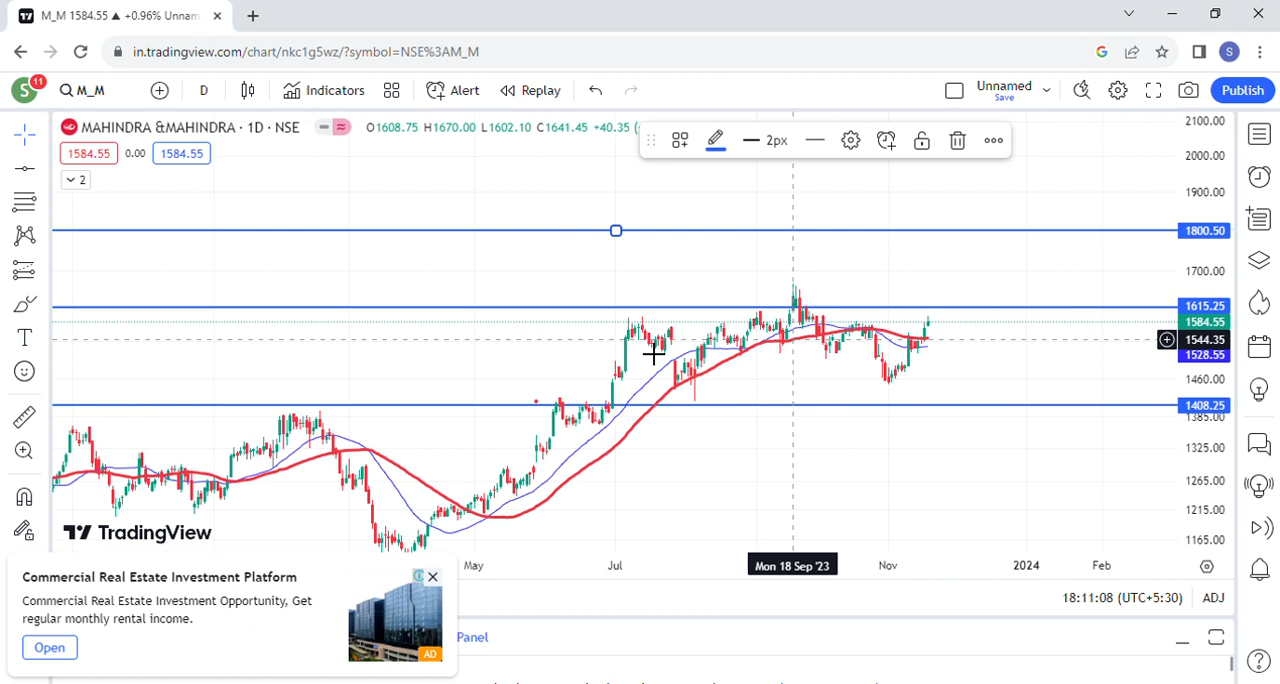 M_M 1584.55 ▲ +0.96% Unnam
in.tradingview.com/chart/nkc1g5wz/?symbol=NSE%3AM_M
S
S 11 M_M D Indicators Alert Replay Unnamed Publish
Save
MAHINDRA &MAHINDRA · 1D · NSE O1608.75 H1670.00 L1602.10 C1641.45 +40.35
1584.55 0.00 1584.55
2
2px
2100.00
2000.00
1900.00
1800.50
1700.00
1615.25
1584.55
1544.35
1528.55
1460.00
1408.25
1385.00
1325.00
1265.00
1215.00
1165.00
TradingView
May Jul Mon 18 Sep '23 Nov 2024 Feb
18:11:08 (UTC+5:30) ADJ
Commercial Real Estate Investment Platform
Commercial Real Estate Investment Opportunity, Get
regular monthly rental income.
Open
AD
Panel